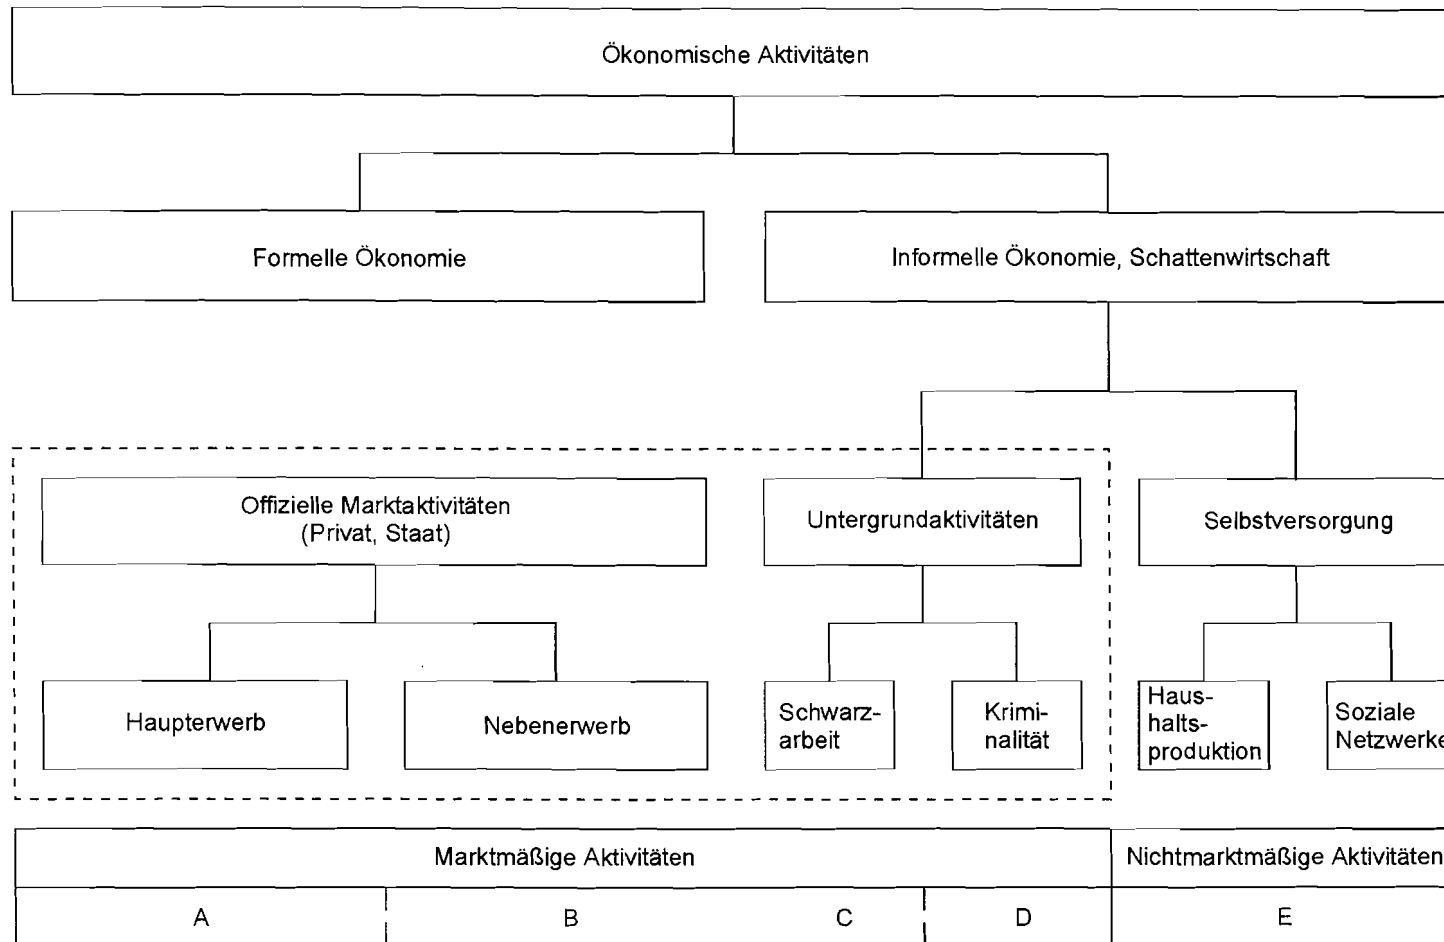 Ökonomische Aktivitäten
Formelle Ökonomie
Informelle Ökonomie, Schattenwirtschaft
Offizielle Marktaktivitäten
(Privat, Staat)
Untergrundaktivitäten
Selbstversorgung
Haupterwerb
Nebenerwerb
Schwarz-
arbeit
Krimi-
nalität
Haus-
halts-
produktion
Soziale
Netzwerke
Marktmäßige Aktivitäten
Nichtmarktmäßige Aktivitäten
A
B
C
D
E